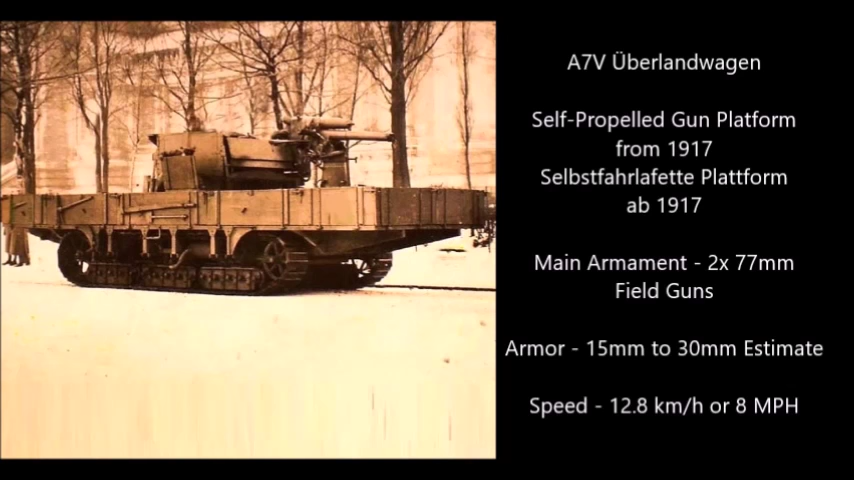 A7V Überlandwagen
Self-Propelled Gun Platform
from 1917
Selbstfahrlafette Plattform
ab 1917
Main Armament - 2x 77mm
Field Guns
Armor - 15mm to 30mm Estimate
Speed - 12.8 km/h or 8 MPH